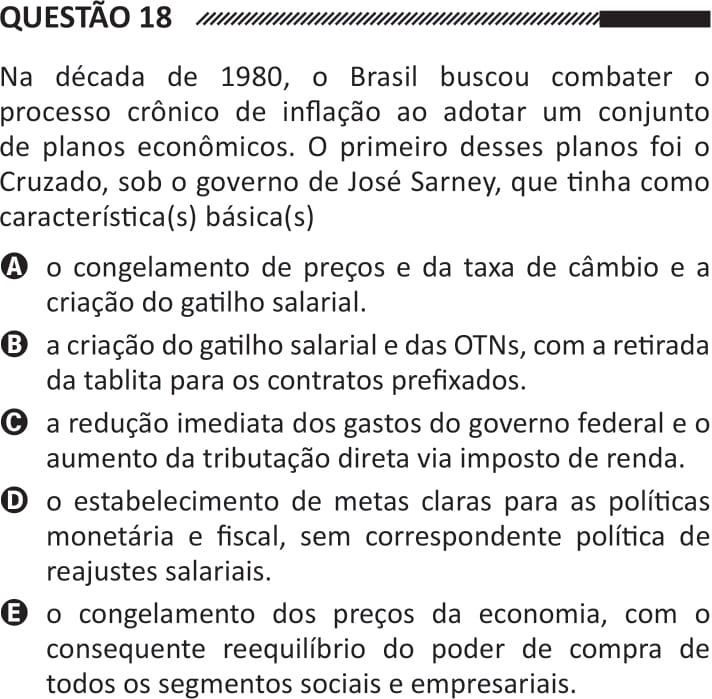 QUESTÃO 18
Na década de 1980, o Brasil buscou combater o
processo crônico de inflação ao adotar um conjunto
de planos econômicos. O primeiro desses planos foi o
Cruzado, sob o governo de José Sarney, que tinha como
característica(s) básica(s)
A o congelamento de preços e da taxa de câmbio e a
criação do gatilho salarial.
B a criação do gatilho salarial e das OTNs, com a retirada
da tablita para os contratos prefixados.
C a redução imediata dos gastos do governo federal e o
aumento da tributação direta via imposto de renda.
D o estabelecimento de metas claras para as políticas
monetária e fiscal, sem correspondente política de
reajustes salariais.
E o congelamento dos preços da economia, com o
consequente reequilíbrio do poder de compra de
todos os segmentos sociais e empresariais.